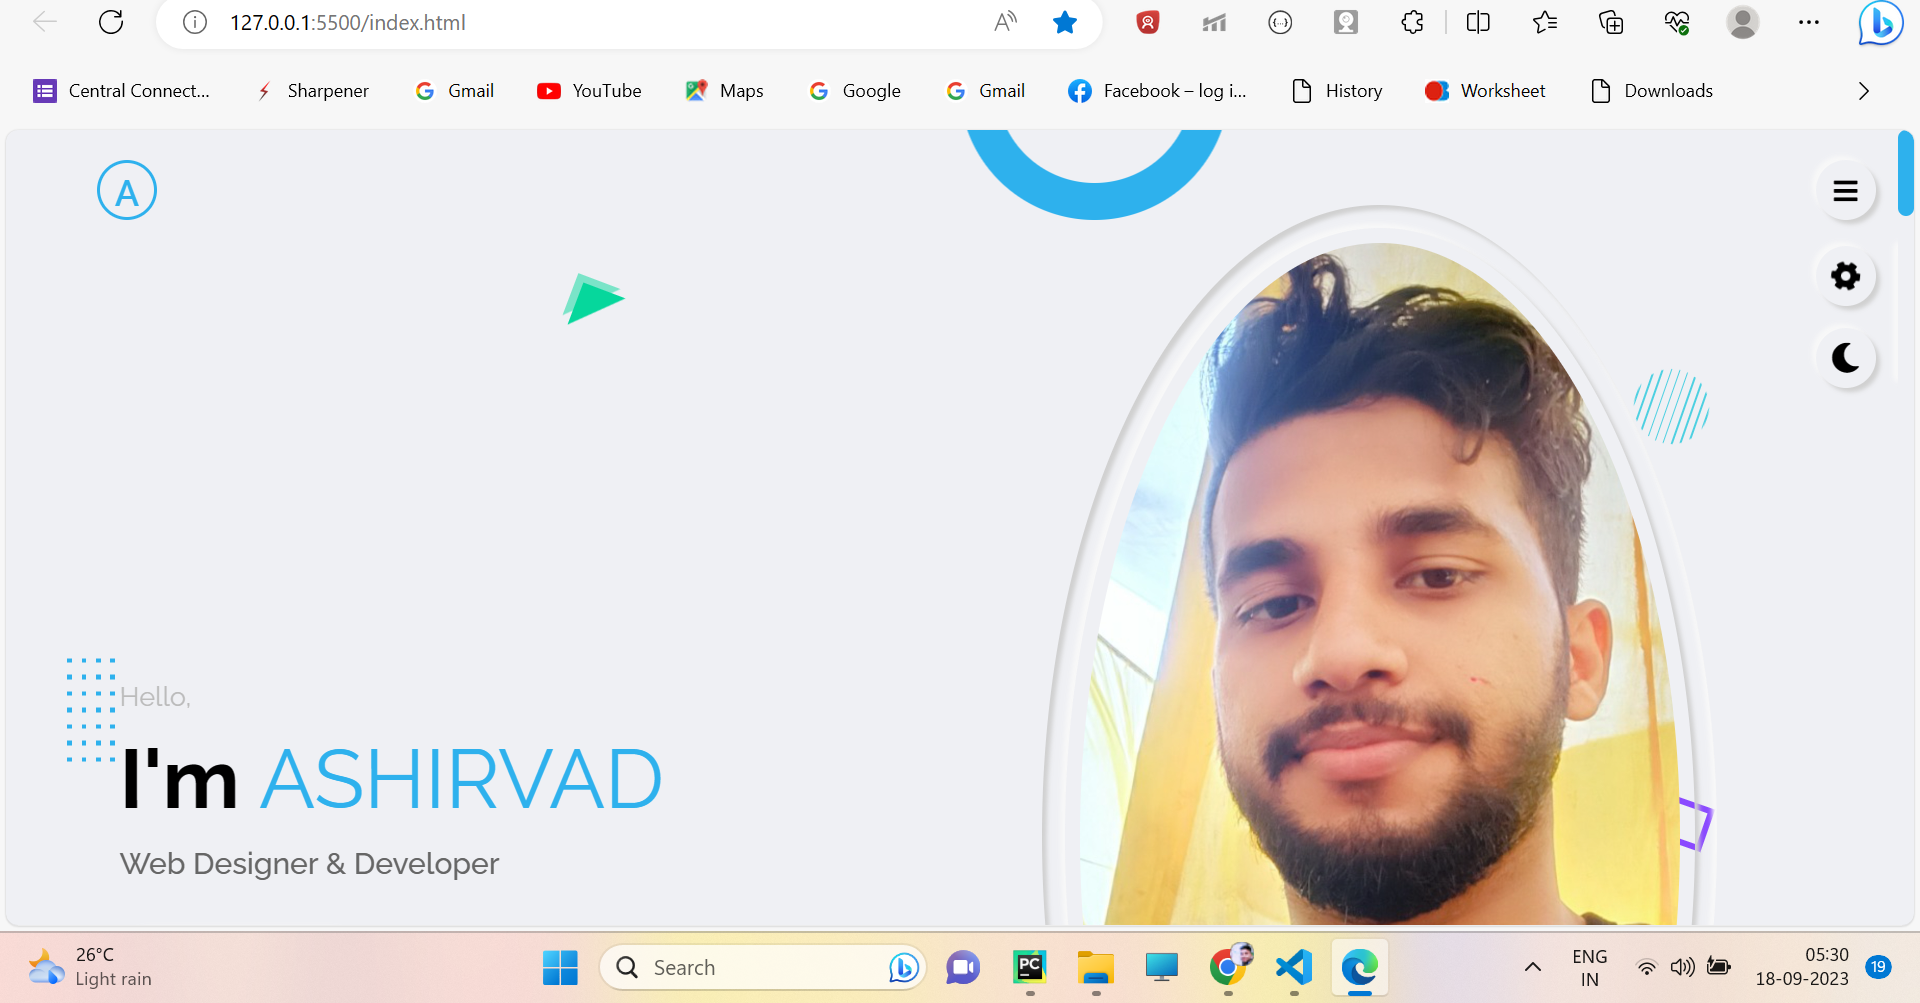 127.0.0.1:5500/index.html
Central Connect... Sharpener Gmail YouTube Maps Google Gmail Facebook – log i... History Worksheet Downloads
A
Hello,
I'm ASHIRVAD
Web Designer & Developer
26°C
Light rain
Search
PC
ENG
IN
05:30
18-09-2023
19